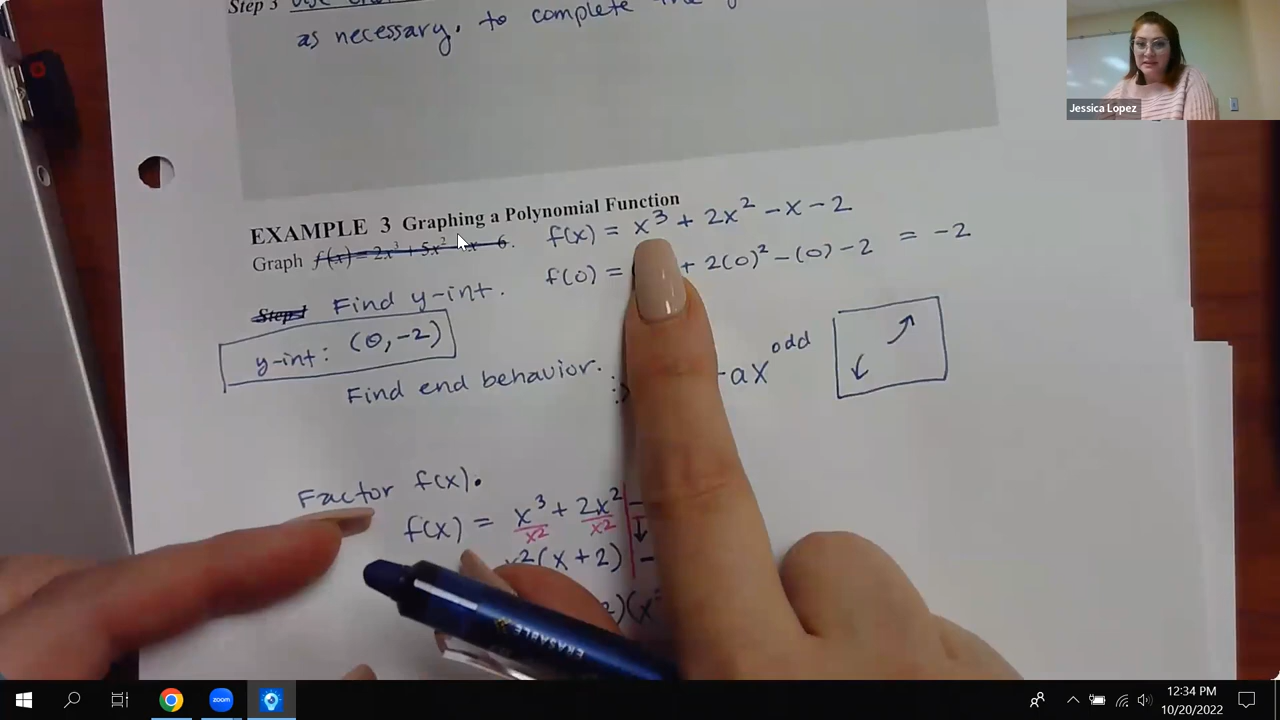 Step 3
as necessary, to complete the
Jessica Lopez
EXAMPLE 3 Graphing a Polynomial Function
Graph f(x) = 2x³ + 5x² x 6. f(x) = x³ + 2x² - x - 2
f(0) = + 2(0)² - (0) - 2 = -2
Step 1 Find y-int.
y-int: (0, -2)
Find end behavior. ax^odd
Factor f(x).
f(x) = x³ + 2x² -
x² x²
x²(x + 2) -
)(x
ERASABLE
12:34 PM
zoom
10/20/2022